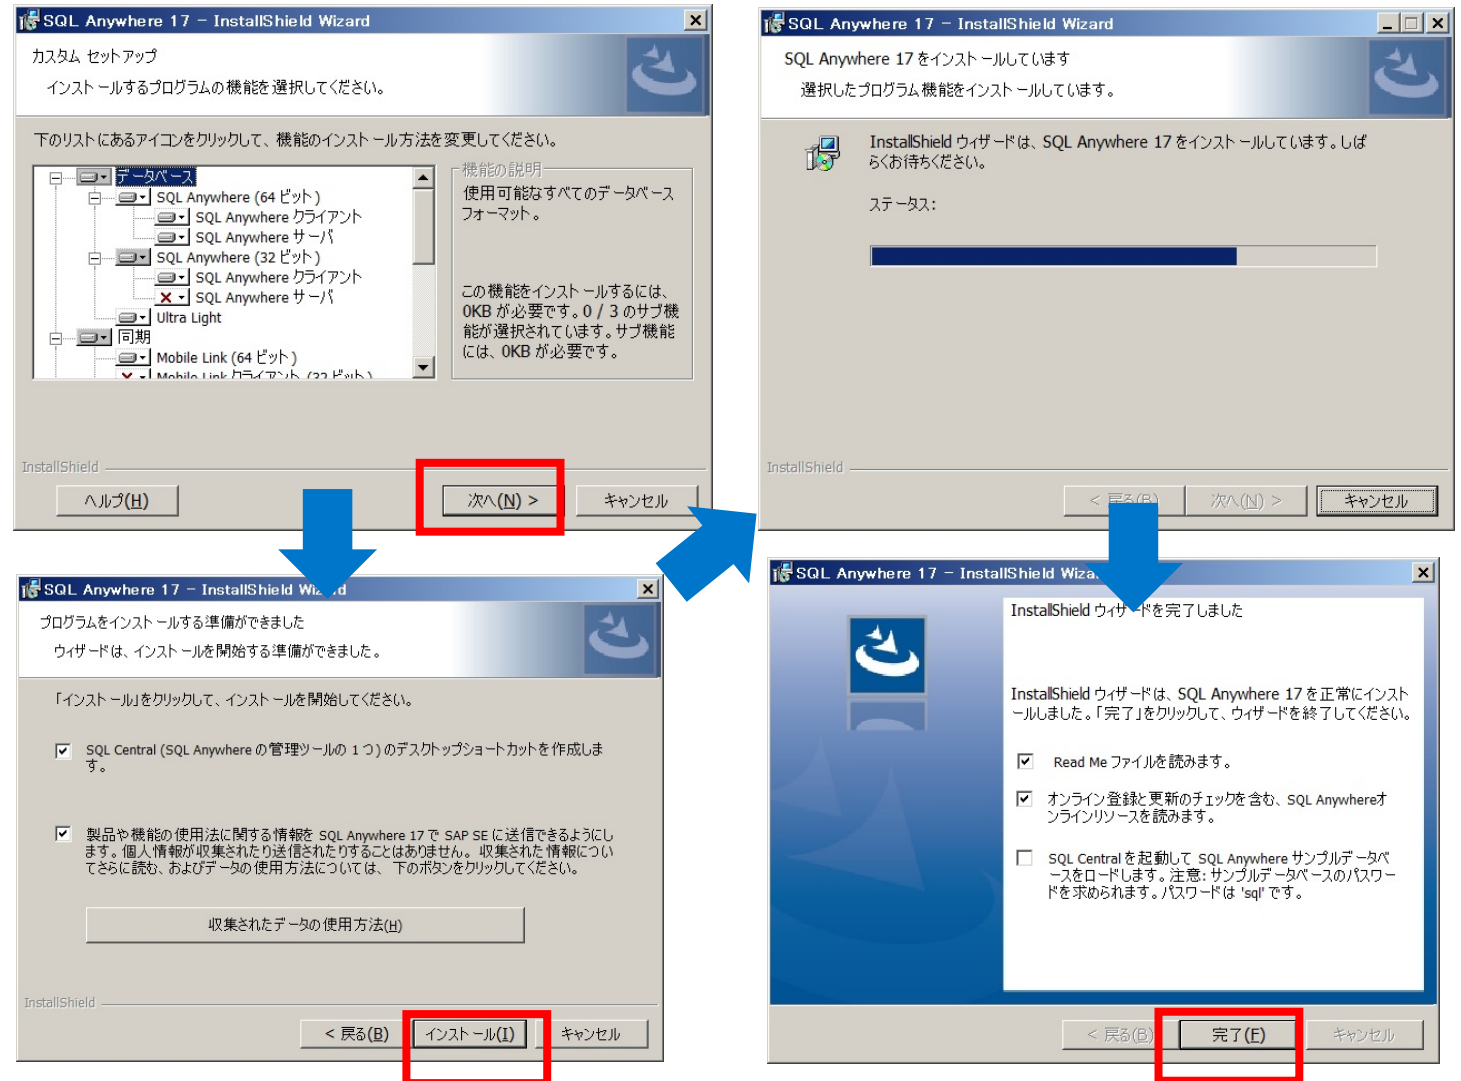 SQL Anywhere 17 - InstallShield Wizard
カスタム セットアップ
インストールするプログラムの機能を選択してください。
下のリストにあるアイコンをクリックして、機能のインストール方法を変更してください。
データベース
SQL Anywhere (64 ビット)
SQL Anywhere クライアント
SQL Anywhere サーバ
SQL Anywhere (32 ビット)
SQL Anywhere クライアント
SQL Anywhere サーバ
Ultra Light
同期
Mobile Link (64 ビット)
Mobile Link クライアント (32 ビット)
機能の説明
使用可能なすべてのデータベース
フォーマット。
この機能をインストールするには、
0KB が必要です。0 / 3 のサブ機
能が選択されています。サブ機能
には、0KB が必要です。
InstallShield
ヘルプ(H)
次へ(N) >
キャンセル
SQL Anywhere 17 - InstallShield Wizard
プログラムをインストールする準備ができました
ウィザードは、インストールを開始する準備ができました。
「インストール」をクリックして、インストールを開始してください。
SQL Central (SQL Anywhere の管理ツールの 1 つ) のデスクトップショートカットを作成しま
す。
製品や機能の使用法に関する情報を SQL Anywhere 17 で SAP SE に送信できるようにし
ます。個人情報が収集されたり送信されたりすることはありません。収集された情報につい
てさらに読む、およびデータの使用方法については、下のボタンをクリックしてください。
収集されたデータの使用方法(H)
InstallShield
< 戻る(B)
インストール(I)
キャンセル
SQL Anywhere 17 - InstallShield Wizard
SQL Anywhere 17 をインストールしています
選択したプログラム機能をインストールしています。
InstallShield ウィザードは、SQL Anywhere 17 をインストールしています。しば
らくお待ちください。
ステータス:
InstallShield
< 戻る(B)
次へ(N) >
キャンセル
SQL Anywhere 17 - InstallShield Wiza
InstallShield ウィザードを完了しました
InstallShield ウィザードは、SQL Anywhere 17 を正常にインスト
ールしました。「完了」をクリックして、ウィザードを終了してください。
Read Me ファイルを読みます。
オンライン登録と更新のチェックを含む、SQL Anywhereオ
ンラインリソースを読みます。
SQL Central を起動して SQL Anywhere サンプルデータベ
ースをロードします。注意: サンプルデータベースのパスワー
ドを求められます。パスワードは 'sql' です。
< 戻る(B)
完了(F)
キャンセル